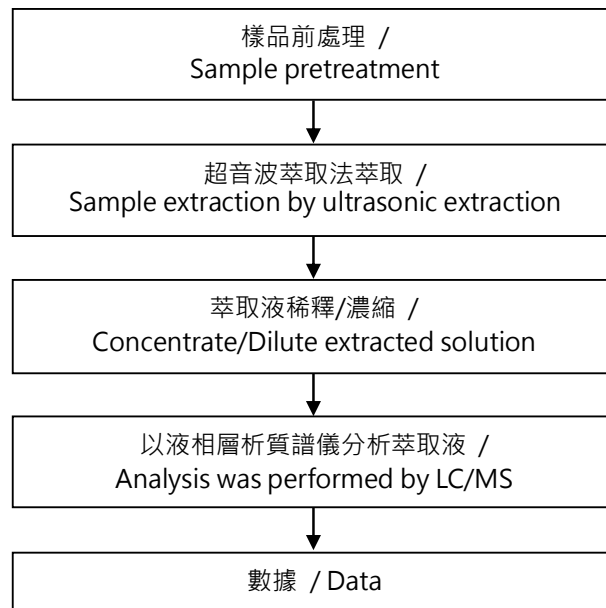 樣品前處理 /
Sample pretreatment
超音波萃取法萃取 /
Sample extraction by ultrasonic extraction
萃取液稀釋/濃縮 /
Concentrate/Dilute extracted solution
以液相層析質譜儀分析萃取液 /
Analysis was performed by LC/MS
數據 / Data